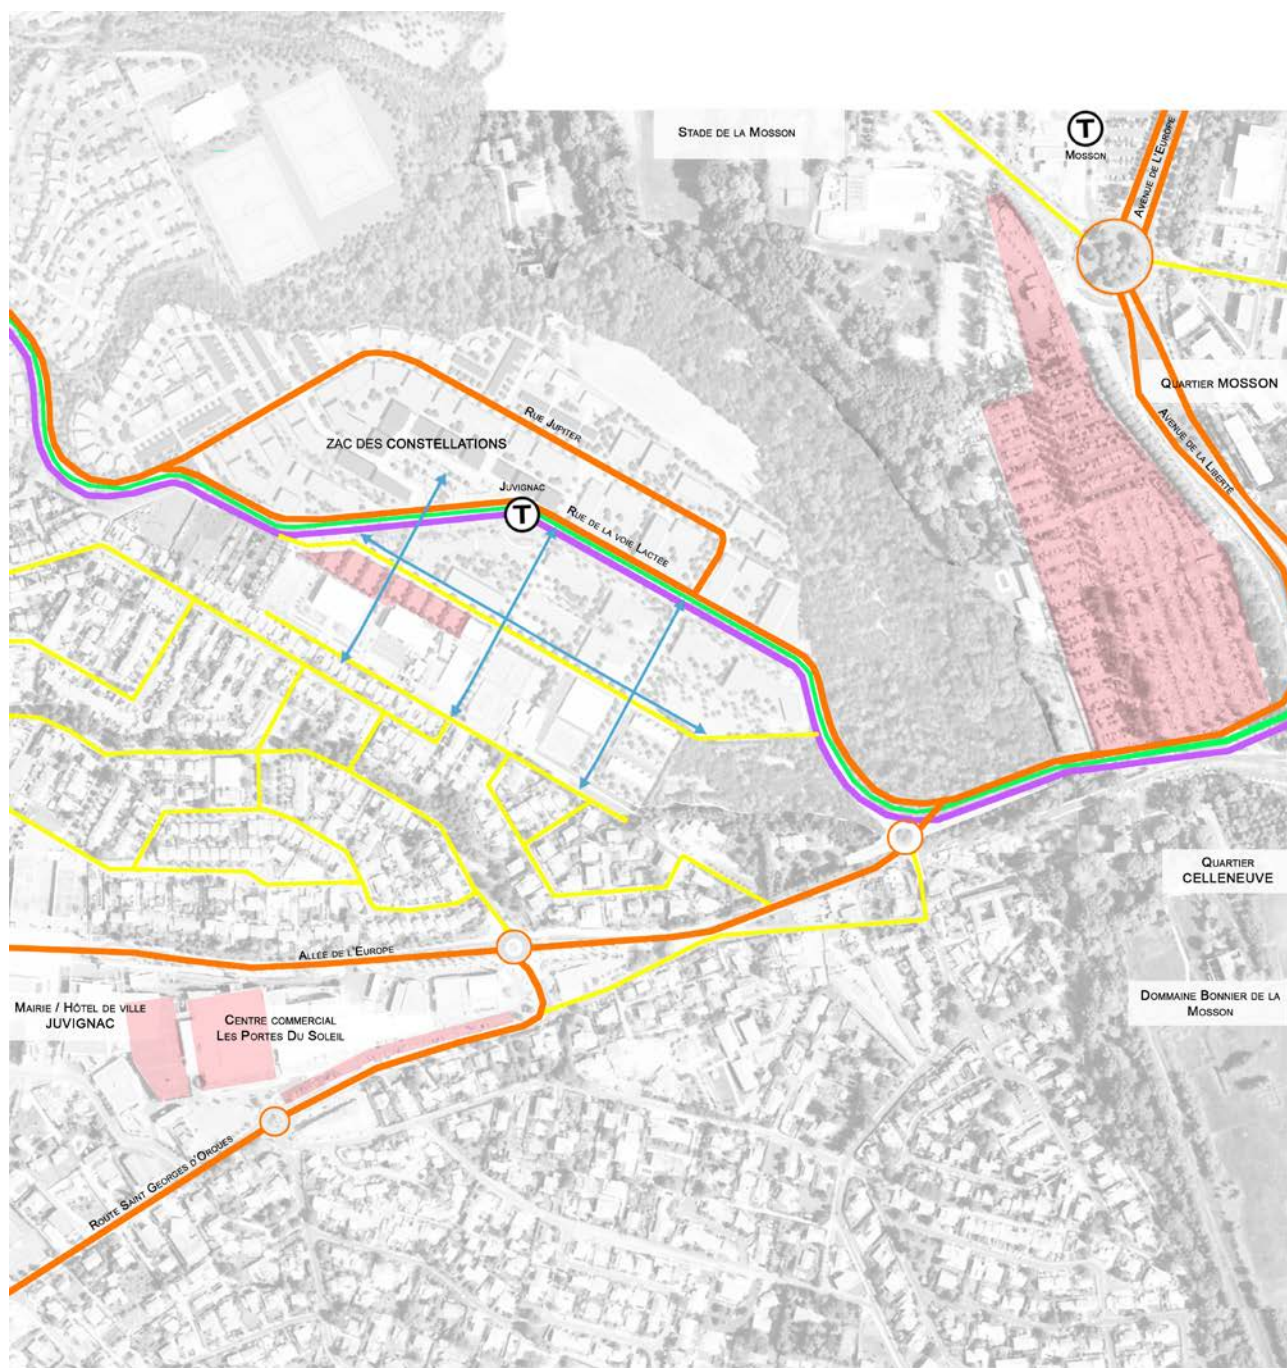 STADE DE LA MOSSON
T
MOSSON
AVENUE DE L'EUROPE
QUARTIER MOSSON
AVENUE DE LA LIBERTÉ
RUE JUPITER
ZAC DES CONSTELLATIONS
JUVIGNAC
T
RUE DE LA VOIE LACTÉE
QUARTIER
CELLENEUVE
ALLÉE DE L'EUROPE
MAIRIE / HÔTEL DE VILLE
JUVIGNAC
CENTRE COMMERCIAL
LES PORTES DU SOLEIL
DOMMAINE BONNIER DE LA
MOSSON
ROUTE SAINT GEORGES D'ORQUES